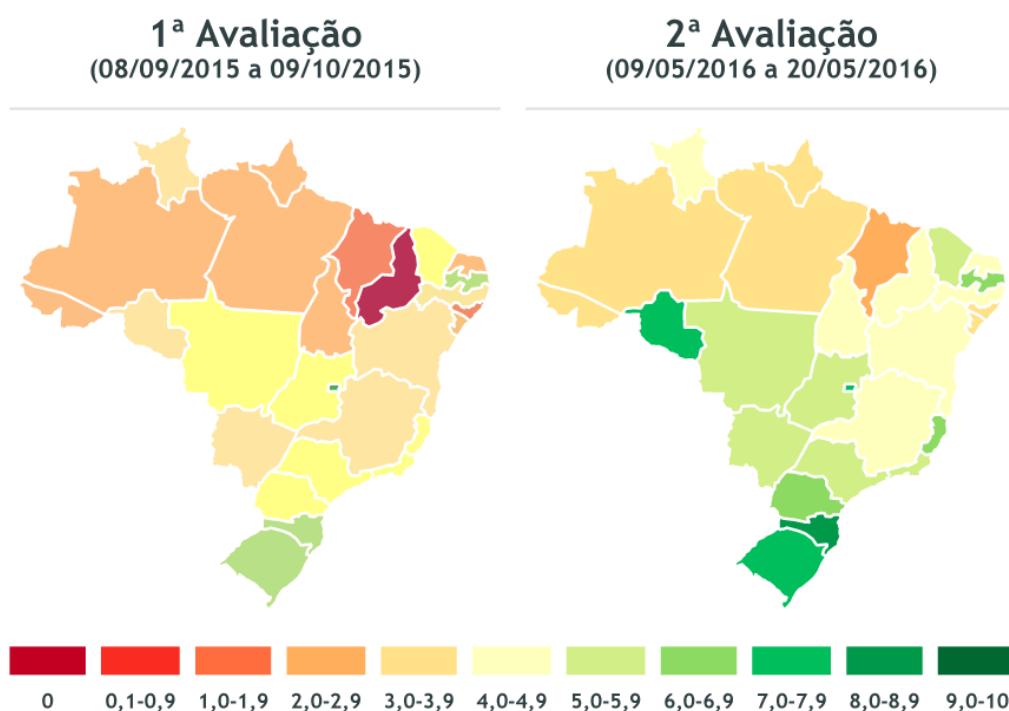 1ª Avaliação
(08/09/2015 a 09/10/2015)
2ª Avaliação
(09/05/2016 a 20/05/2016)
0 0,1-0,9 1,0-1,9 2,0-2,9 3,0-3,9 4,0-4,9 5,0-5,9 6,0-6,9 7,0-7,9 8,0-8,9 9,0-10